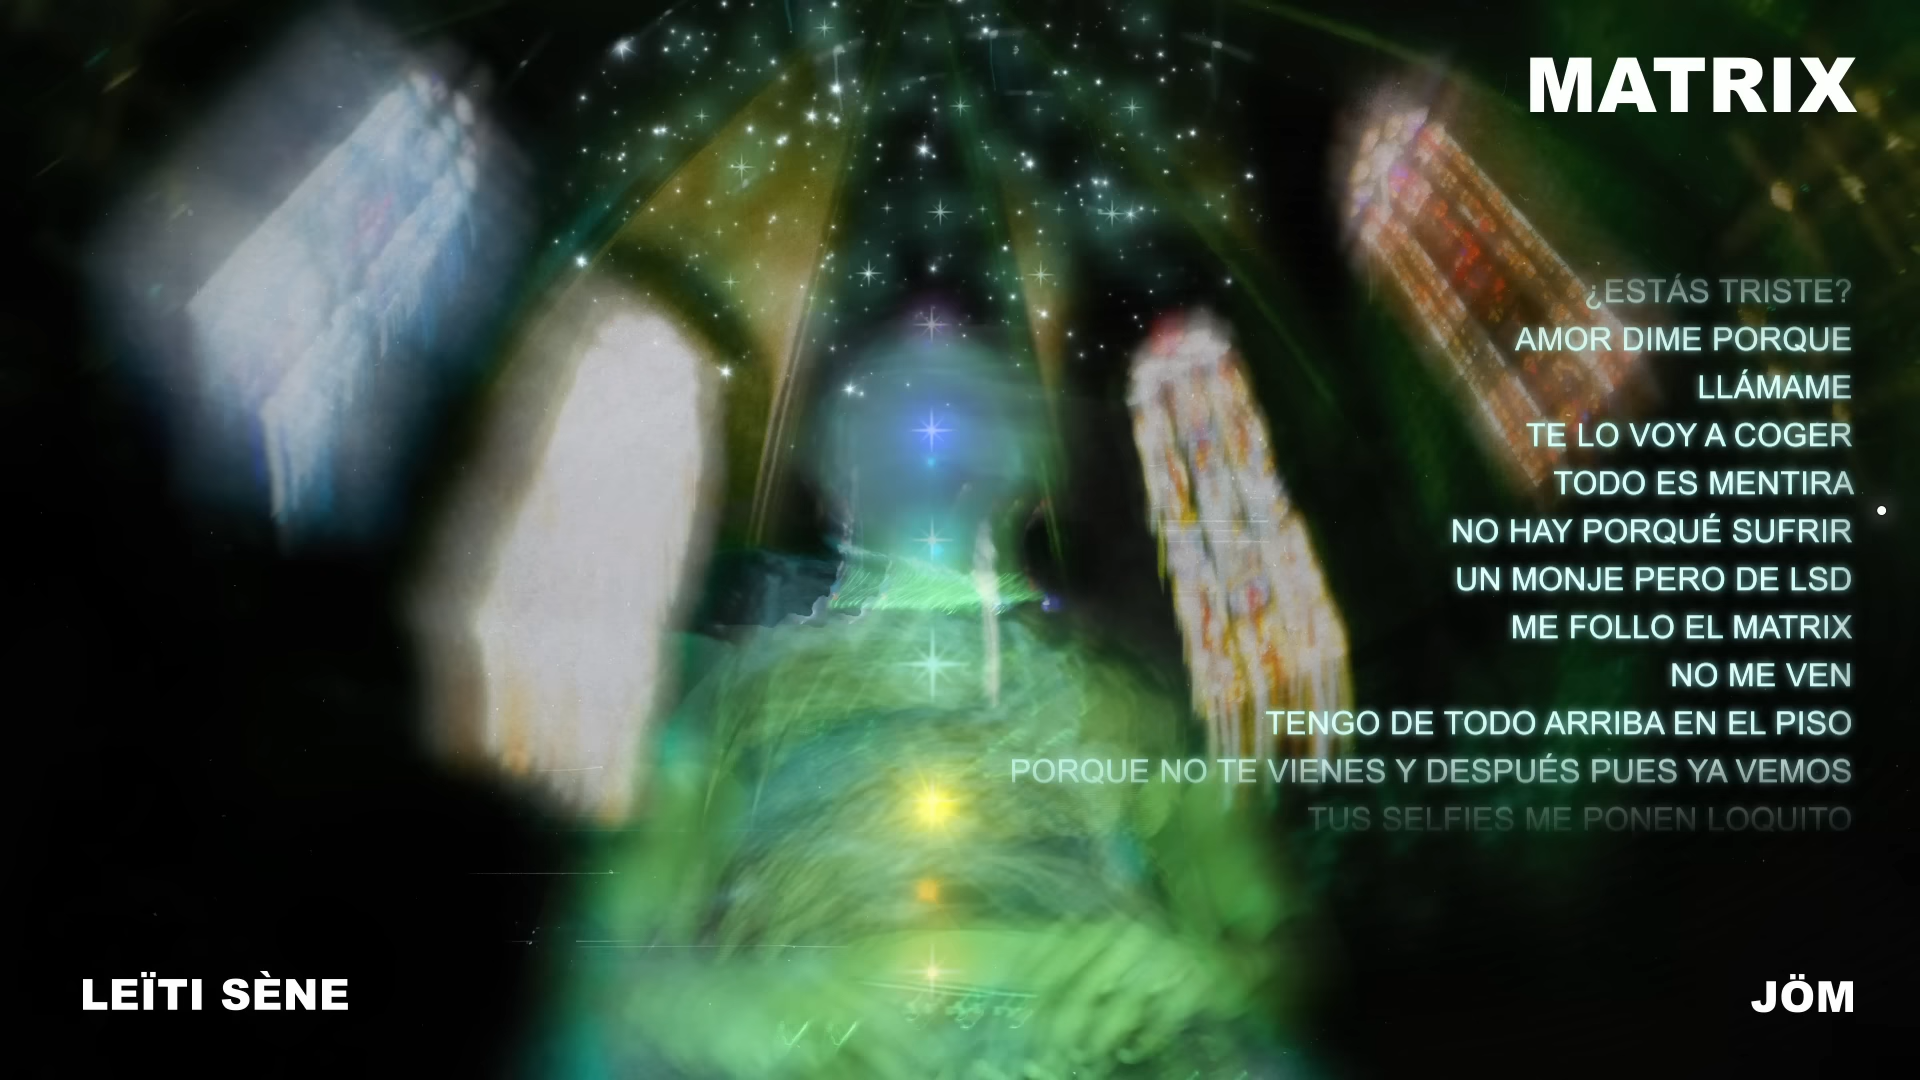 MATRIX
¿ESTÁS TRISTE?
AMOR DIME PORQUE
LLÁMAME
TE LO VOY A COGER
TODO ES MENTIRA
NO HAY PORQUÉ SUFRIR
UN MONJE PERO DE LSD
ME FOLLO EL MATRIX
NO ME VEN
TENGO DE TODO ARRIBA EN EL PISO
PORQUE NO TE VIENES Y DESPUÉS PUES YA VEMOS
TUS SELFIES ME PONEN LOQUITO
LEÏTI SÈNE
JÖM